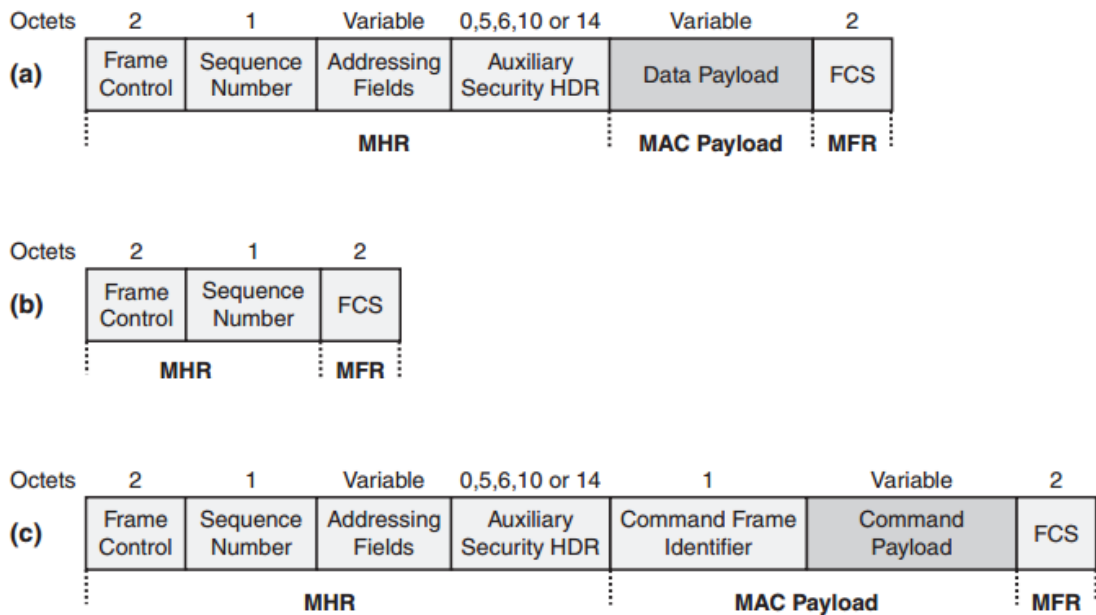 Octets 2 1 Variable 0,5,6,10 or 14 Variable 2
(a) Frame Control Sequence Number Addressing Fields Auxiliary Security HDR Data Payload FCS
MHR MAC Payload MFR
Octets 2 1 2
(b) Frame Control Sequence Number FCS
MHR MFR
Octets 2 1 Variable 0,5,6,10 or 14 1 Variable 2
(c) Frame Control Sequence Number Addressing Fields Auxiliary Security HDR Command Frame Identifier Command Payload FCS
MHR MAC Payload MFR